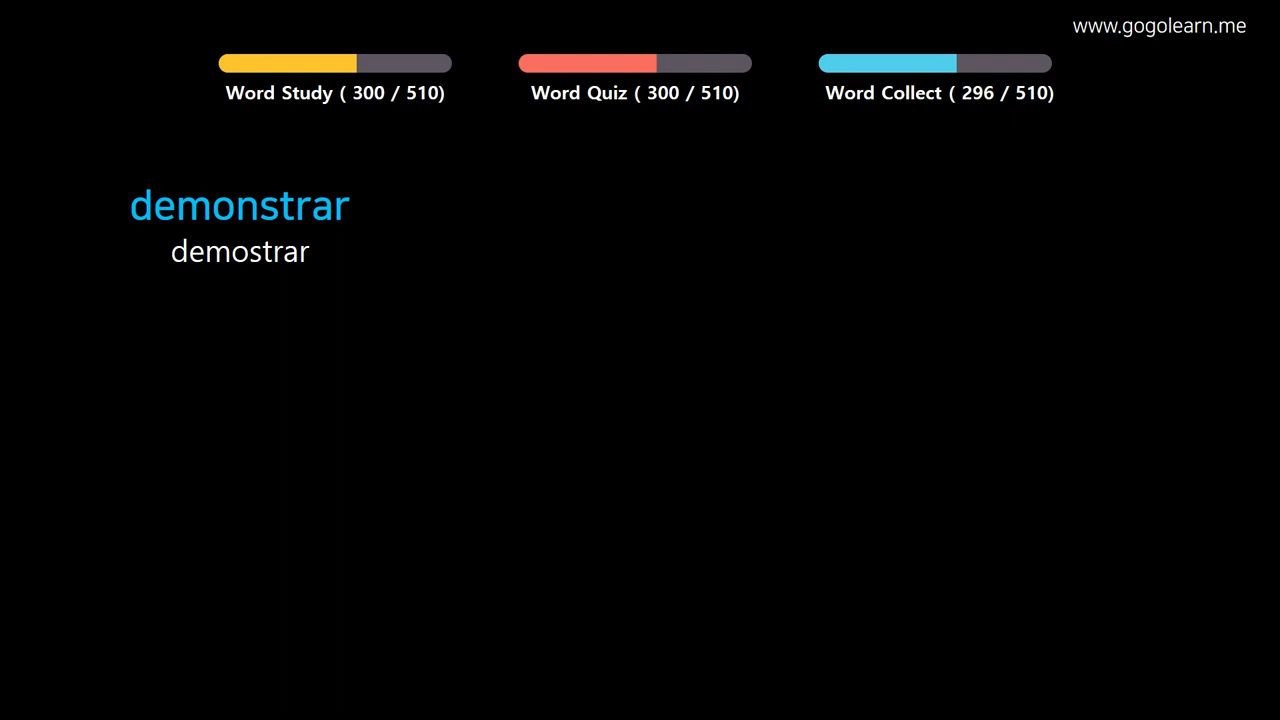 www.gogolearn.me
Word Study ( 300 / 510)
Word Quiz ( 300 / 510)
Word Collect ( 296 / 510)
demonstrar
demostrar